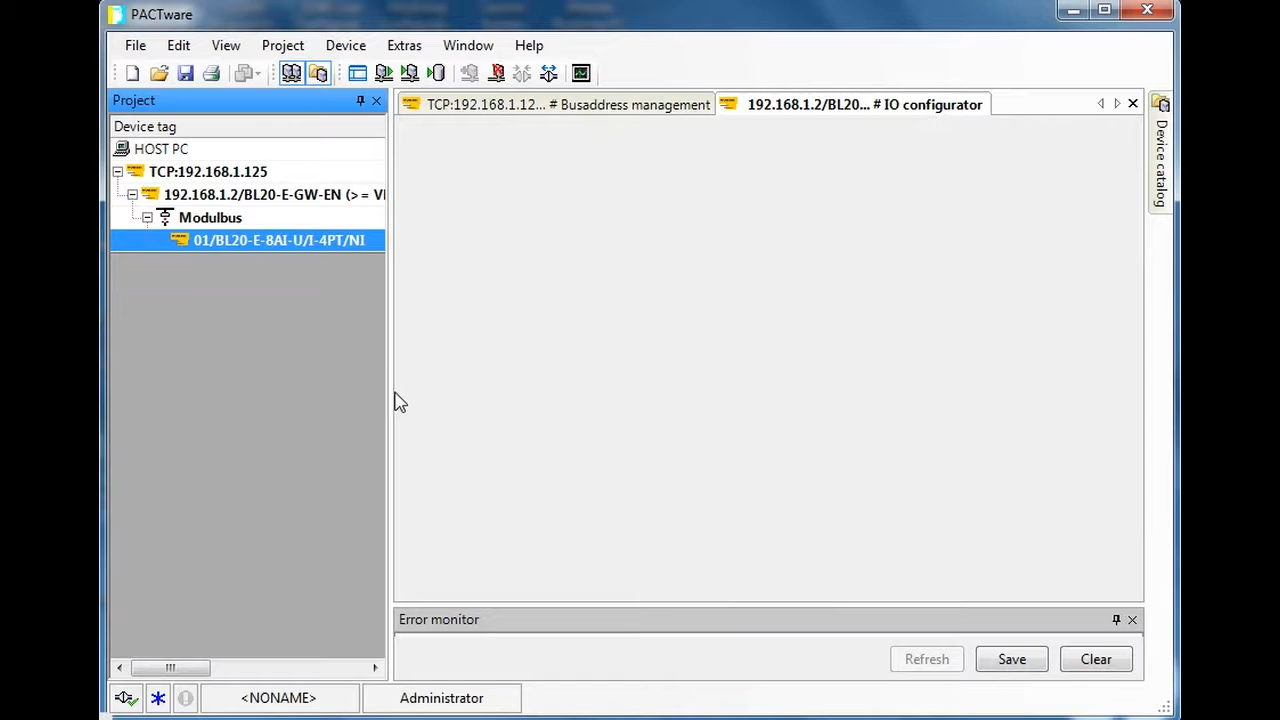 PACTware
File Edit View Project Device Extras Window Help
Project
TCP:192.168.1.12... # Busaddress management
192.168.1.2/BL20... # IO configurator
Device catalog
Device tag
HOST PC
TCP:192.168.1.125
192.168.1.2/BL20-E-GW-EN (>= V
Modulbus
01/BL20-E-8AI-U/I-4PT/NI
Error monitor
Refresh Save Clear
<NONAME> Administrator